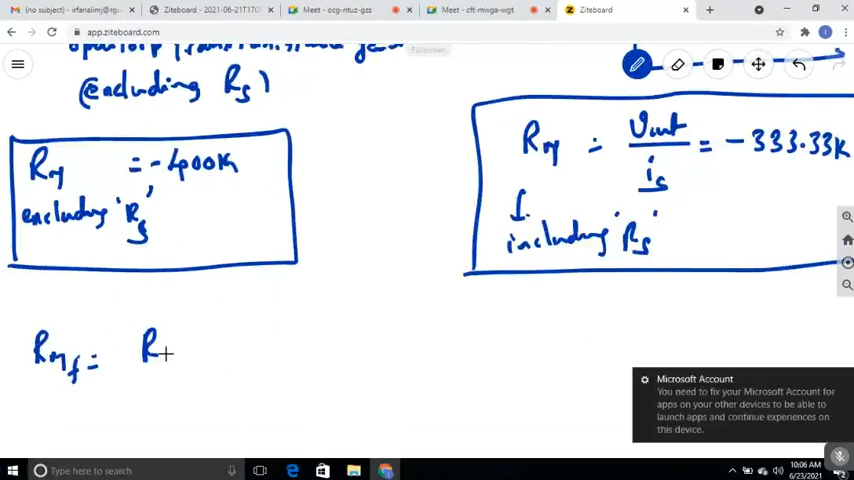 (no subject) - irfanalimj@rg
Ziteboard - 2021-06-21T170
Meet - ocg-ntuz-gzs
Meet - cft-mwga-wgt
Ziteboard
app.ziteboard.com
(excluding Rs)
Rm = -400K
excluding 'Rs'
Rm = Vout/is = -333.33K
including 'Rs'
Rmf = R
Microsoft Account
You need to fix your Microsoft Account for
apps on your other devices to be able to
launch apps and continue experiences on
this device.
Type here to search
10:06 AM
6/23/2021